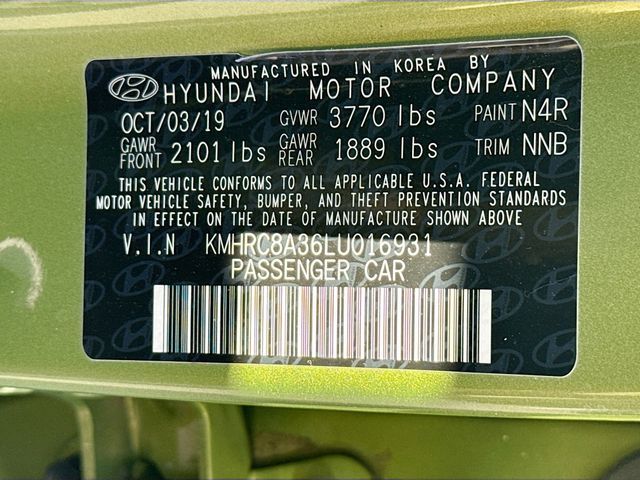 MANUFACTURED IN KOREA BY
HYUNDAI MOTOR COMPANY
OCT/03/19 GVWR 3770 lbs PAINT N4R
GAWR FRONT 2101 lbs GAWR REAR 1889 lbs TRIM NNB
THIS VEHICLE CONFORMS TO ALL APPLICABLE U.S.A. FEDERAL
MOTOR VEHICLE SAFETY, BUMPER, AND THEFT PREVENTION STANDARDS
IN EFFECT ON THE DATE OF MANUFACTURE SHOWN ABOVE
V.I.N KMHRC8A36LU016931
PASSENGER CAR